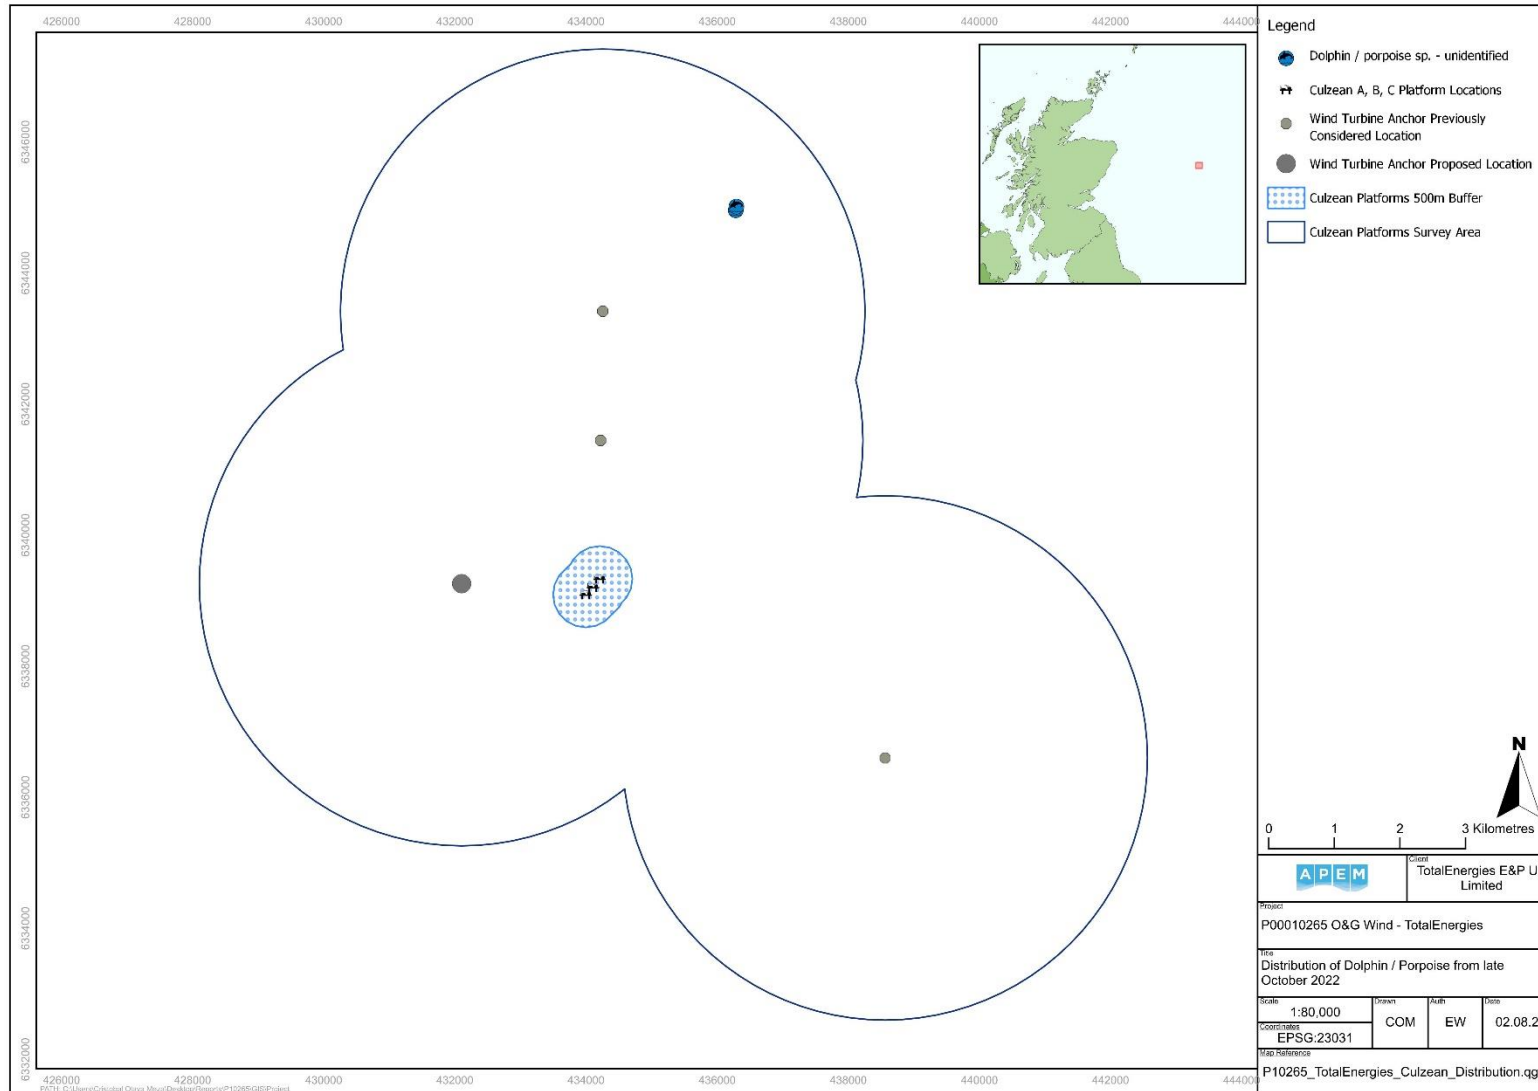 426000 428000 430000 432000 434000 436000 438000 440000 442000 444000
6346000
6344000
6342000
6340000
6338000
6336000
6334000
6332000
426000 428000 430000 432000 434000 436000 438000 440000 442000 444000
Legend
Dolphin / porpoise sp. - unidentified
Culzean A, B, C Platform Locations
Wind Turbine Anchor Previously
Considered Location
Wind Turbine Anchor Proposed Location
Culzean Platforms 500m Buffer
Culzean Platforms Survey Area
N
0 1 2 3 Kilometres
APEM
Client
TotalEnergies E&P U
Limited
Project
P00010265 O&G Wind - TotalEnergies
Title
Distribution of Dolphin / Porpoise from late
October 2022
Scale
1:80,000
Coordinates
EPSG:23031
Drawn
COM
Auth
EW
Date
02.08.2
Map Reference
P10265_TotalEnergies_Culzean_Distribution.qg